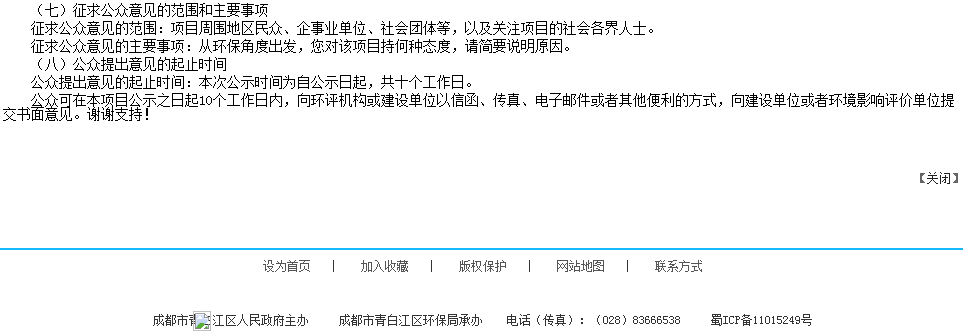 （七）征求公众意见的范围和主要事项
征求公众意见的范围：项目周围地区民众、企事业单位、社会团体等，以及关注项目的社会各界人士。
征求公众意见的主要事项：从环保角度出发，您对该项目持何种态度，请简要说明原因。
（八）公众提出意见的起止时间
公众提出意见的起止时间：本次公示时间为自公示日起，共十个工作日。
公众可在本项目公示之日起10个工作日内，向环评机构或建设单位以信函、传真、电子邮件或者其他便利的方式，向建设单位或者环境影响评价单位提
交书面意见。谢谢支持！
【关闭】
设为首页 | 加入收藏 | 版权保护 | 网站地图 | 联系方式
成都市青江区人民政府主办 成都市青白江区环保局承办 电话（传真）：（028）83666538 蜀ICP备11015249号